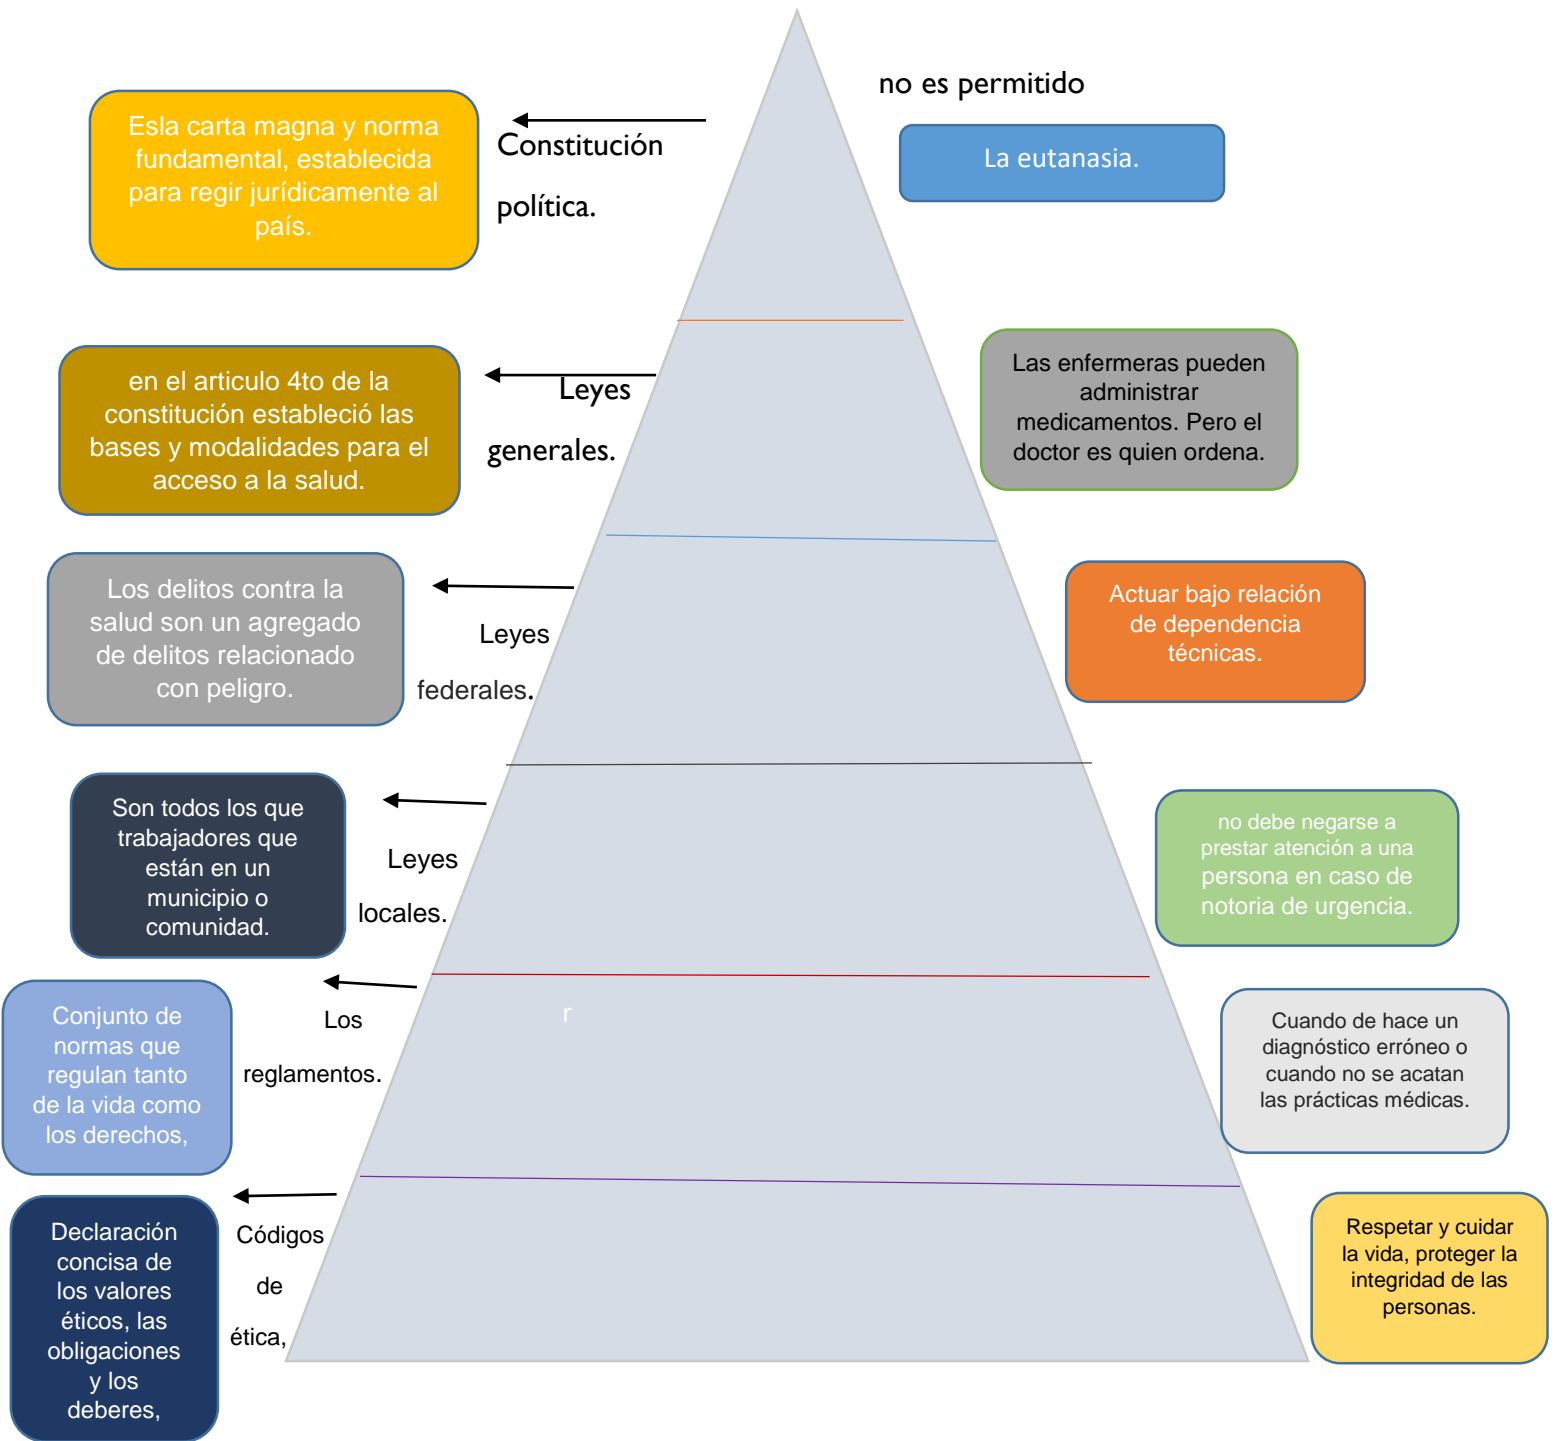 no es permitido
Esla carta magna y norma
fundamental, establecida
para regir jurídicamente al
país.
Constitución
política.
La eutanasia.
en el articulo 4to de la
constitución estableció las
bases y modalidades para el
acceso a la salud.
Leyes
generales.
Las enfermeras pueden
administrar
medicamentos. Pero el
doctor es quien ordena.
Los delitos contra la
salud son un agregado
de delitos relacionado
con peligro.
Leyes
federales.
Actuar bajo relación
de dependencia
técnicas.
Son todos los que
trabajadores que
están en un
municipio o
comunidad.
Leyes
locales.
no debe negarse a
prestar atención a una
persona en caso de
notoria de urgencia.
Conjunto de
normas que
regulan tanto
de la vida como
los derechos,
Los
reglamentos.
r
Cuando de hace un
diagnóstico erróneo o
cuando no se acatan
las prácticas médicas.
Declaración
concisa de
los valores
éticos, las
obligaciones
y los
deberes,
Códigos
de
ética,
Respetar y cuidar
la vida, proteger la
integridad de las
personas.